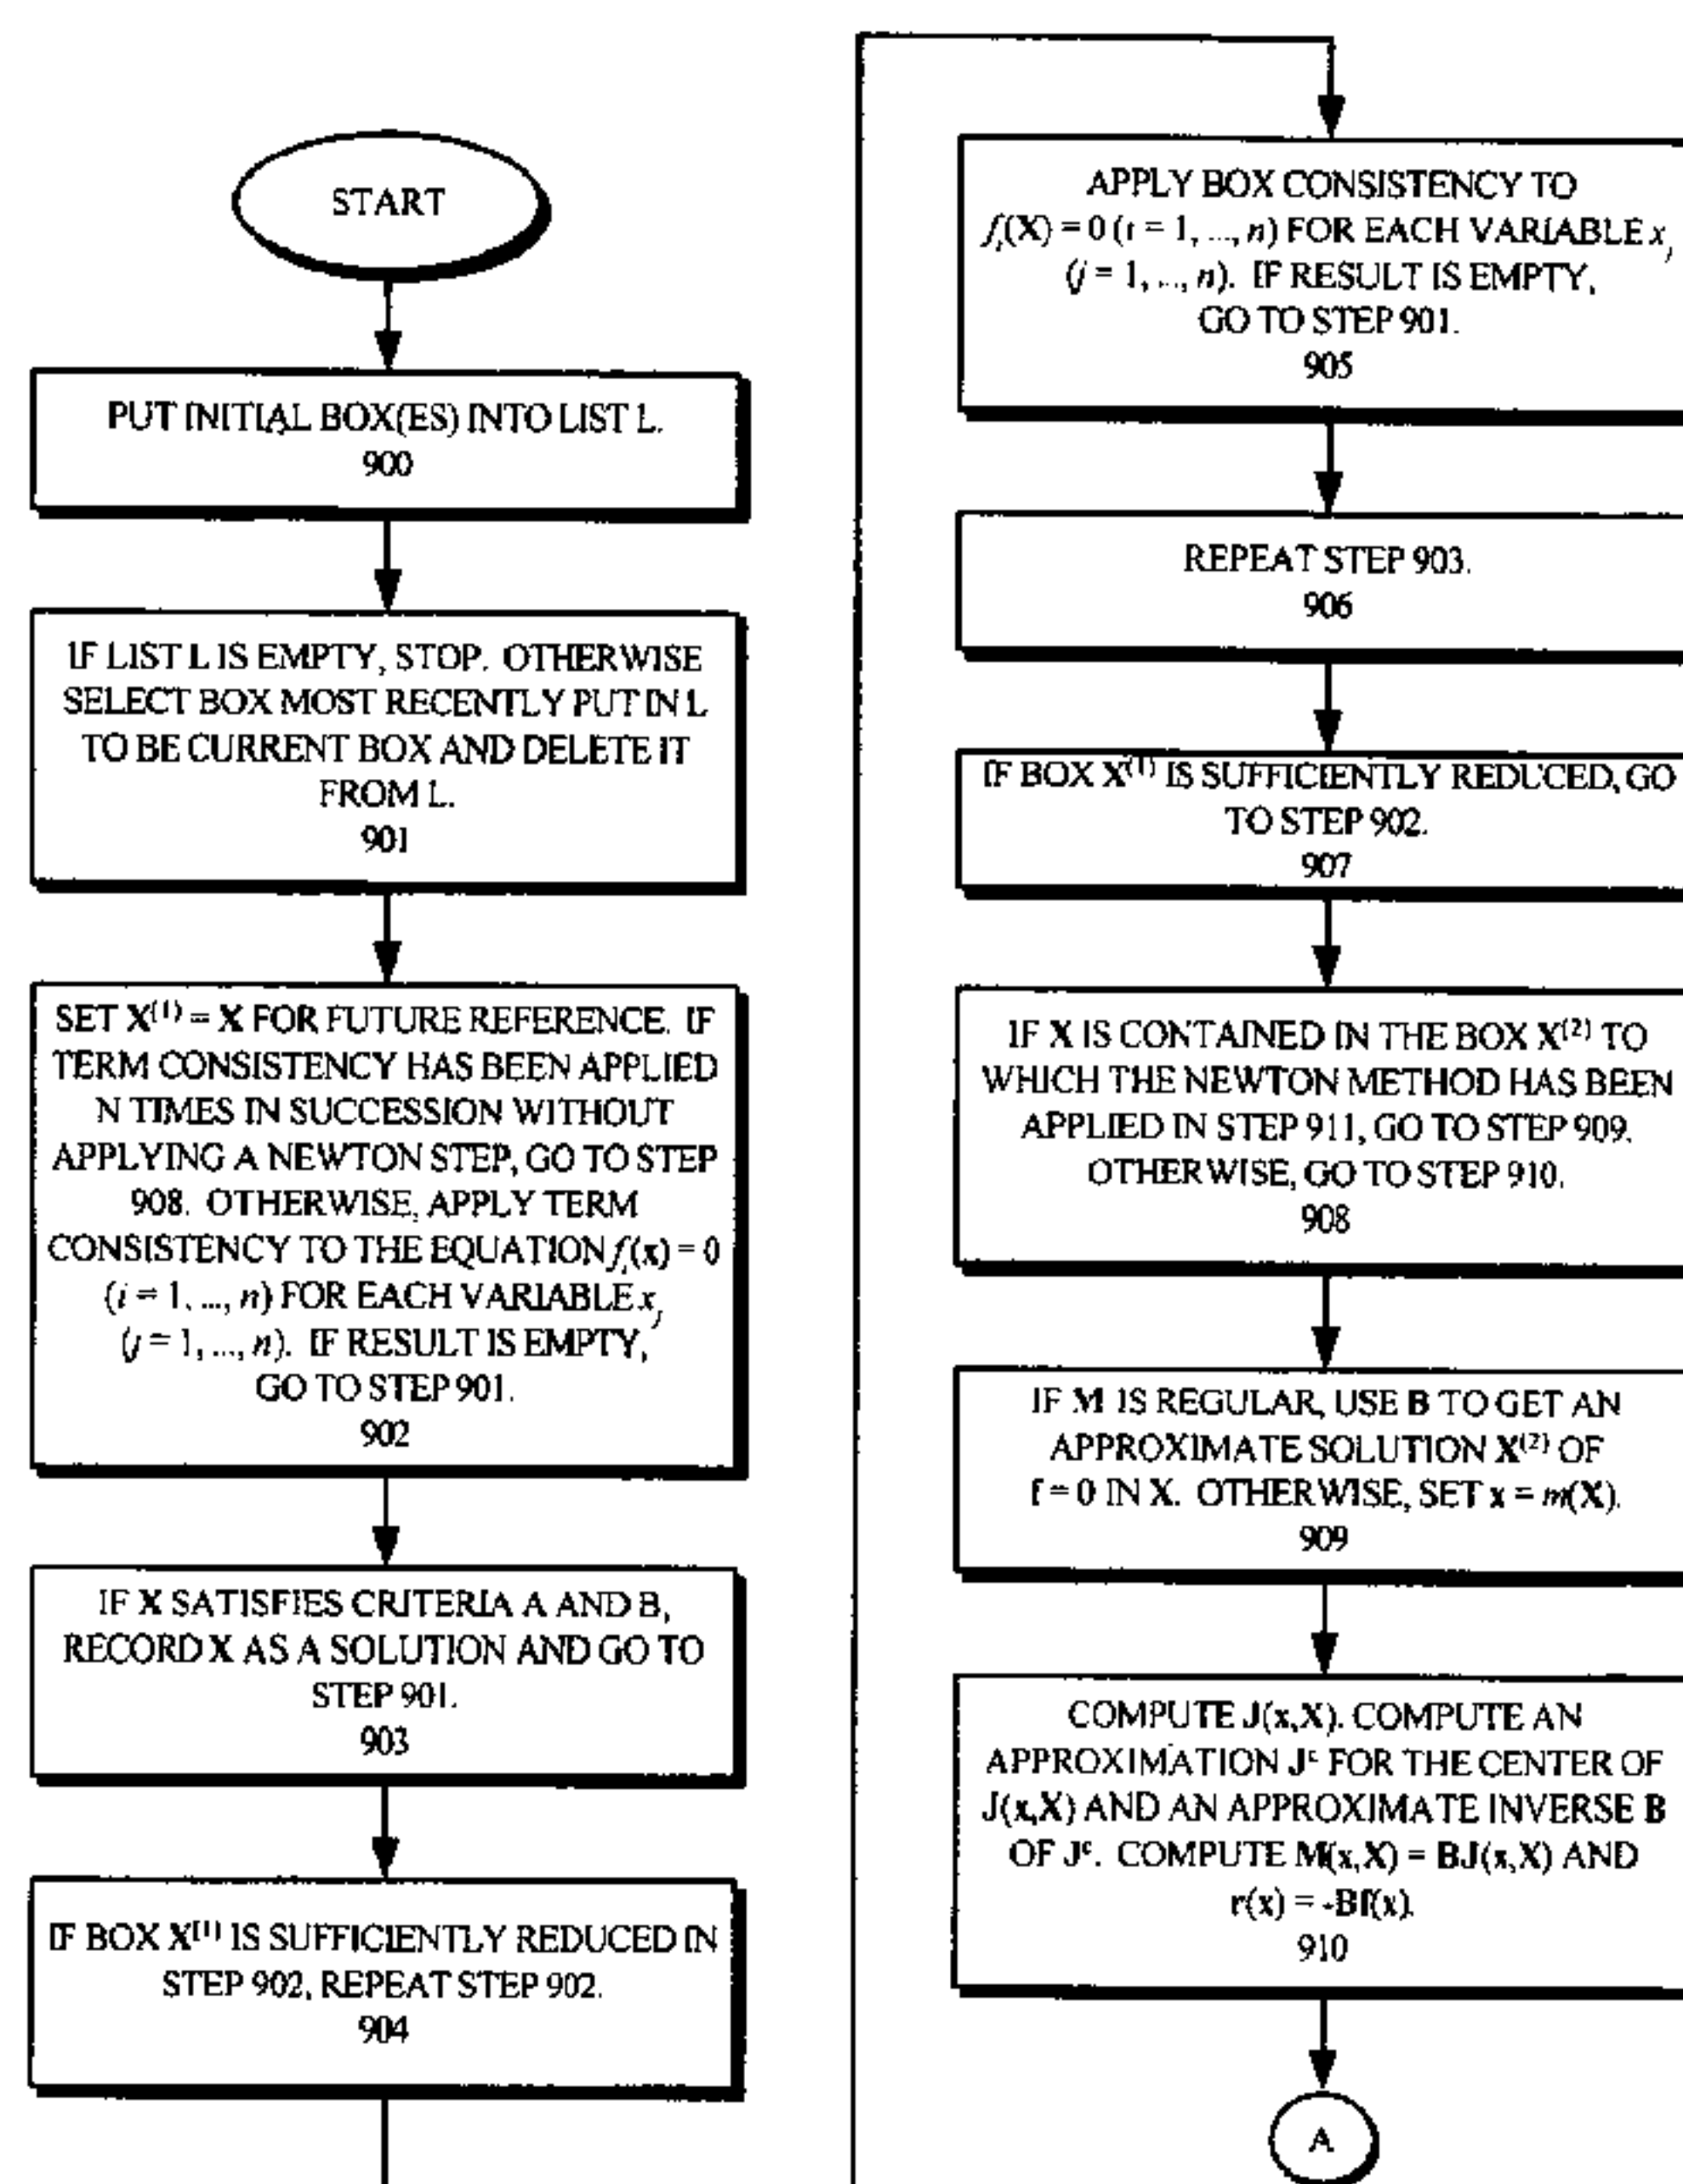 START
PUT INITIAL BOX(ES) INTO LIST L.
900
IF LIST L IS EMPTY, STOP. OTHERWISE
SELECT BOX MOST RECENTLY PUT IN L
TO BE CURRENT BOX AND DELETE IT
FROM L.
901
SET X⁽¹⁾ = X FOR FUTURE REFERENCE. IF
TERM CONSISTENCY HAS BEEN APPLIED
N TIMES IN SUCCESSION WITHOUT
APPLYING A NEWTON STEP, GO TO STEP
908. OTHERWISE, APPLY TERM
CONSISTENCY TO THE EQUATION fᵢ(x) = 0
(i = 1, ..., n) FOR EACH VARIABLE xⱼ
(j = 1, ..., n). IF RESULT IS EMPTY,
GO TO STEP 901.
902
IF X SATISFIES CRITERIA A AND B,
RECORD X AS A SOLUTION AND GO TO
STEP 901.
903
IF BOX X⁽¹⁾ IS SUFFICIENTLY REDUCED IN
STEP 902, REPEAT STEP 902.
904
APPLY BOX CONSISTENCY TO
fᵢ(X) = 0 (i = 1, ..., n) FOR EACH VARIABLE xⱼ
(j = 1, ..., n). IF RESULT IS EMPTY,
GO TO STEP 901.
905
REPEAT STEP 903.
906
IF BOX X⁽¹⁾ IS SUFFICIENTLY REDUCED, GO
TO STEP 902.
907
IF X IS CONTAINED IN THE BOX X⁽²⁾ TO
WHICH THE NEWTON METHOD HAS BEEN
APPLIED IN STEP 911, GO TO STEP 909.
OTHERWISE, GO TO STEP 910.
908
IF M IS REGULAR, USE B TO GET AN
APPROXIMATE SOLUTION X⁽²⁾ OF
f = 0 IN X. OTHERWISE, SET x = m(X).
909
COMPUTE J(x,X). COMPUTE AN
APPROXIMATION Jᶜ FOR THE CENTER OF
J(x,X) AND AN APPROXIMATE INVERSE B
OF Jᶜ. COMPUTE M(x,X) = BJ(x,X) AND
r(x) = -Bf(x).
910
A